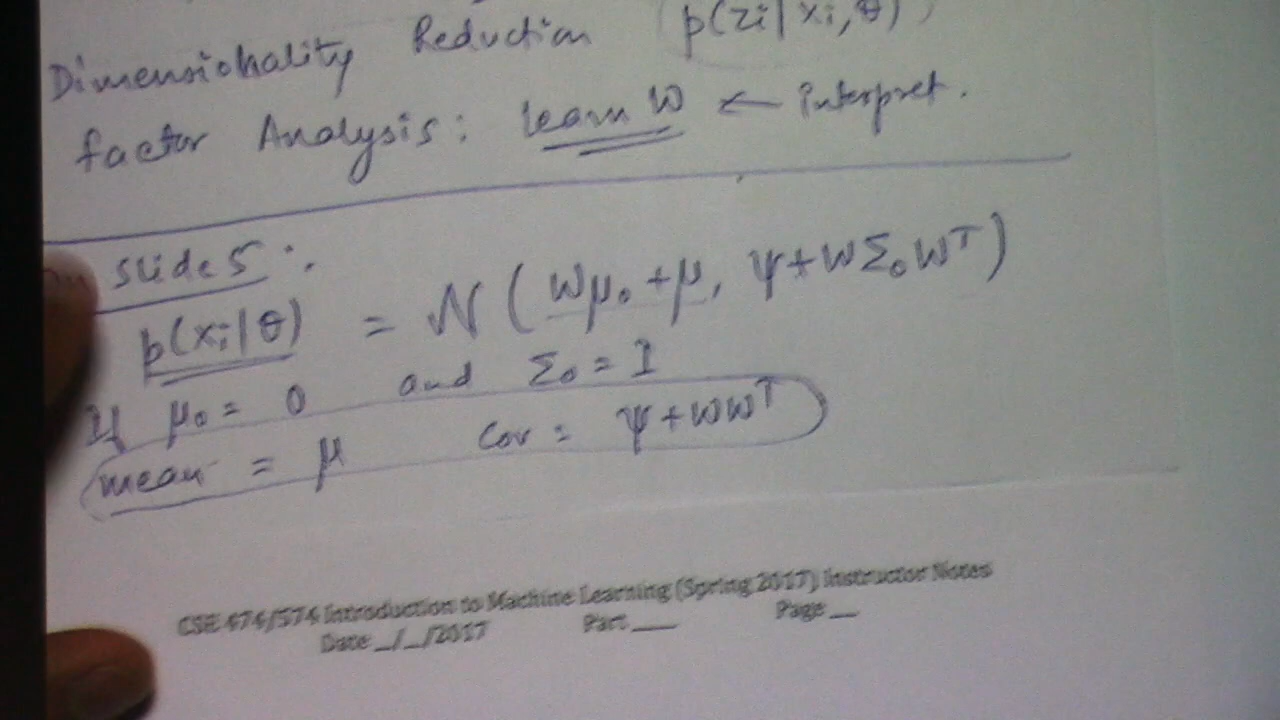 Dimensionality Reduction p(zi|xi,θ)
factor Analysis: learn W ← interpret.
slide 5:
p(xi|θ) = N(Wμ₀+μ, Ψ+WΣ₀Wᵀ)
If μ₀ = 0 and Σ₀ = I
mean = μ Cov = Ψ+WWᵀ
CSE 474/574 Introduction to Machine Learning (Spring 2017) Instructor Notes
Date _/_/2017 Part ___ Page __